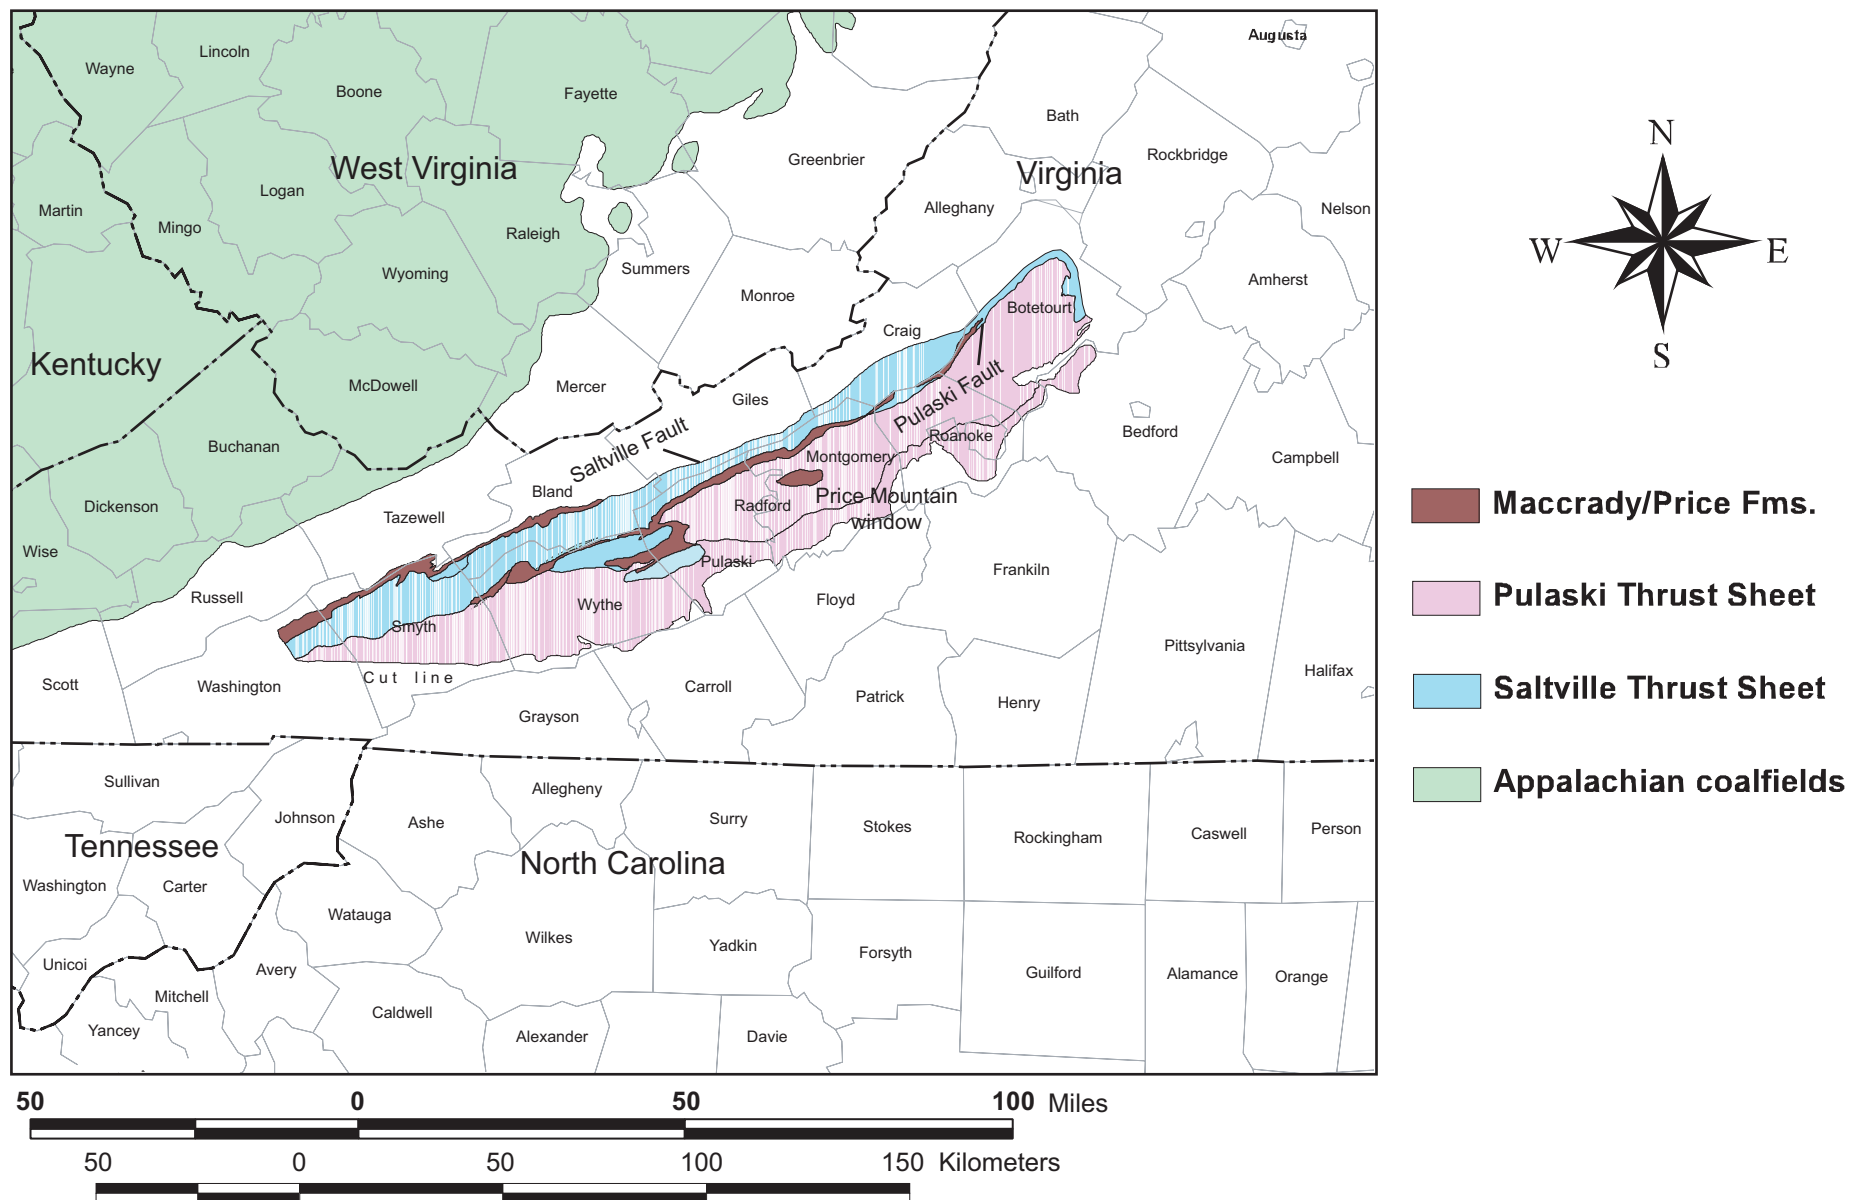 Augusta
Lincoln
Wayne
Boone
Fayette
Bath
Greenbrier
Rockbridge
West Virginia
Virginia
Logan
Martin
Alleghany
Nelson
Mingo
Raleigh
Summers
Wyoming
Amherst
Monroe
Botetourt
Craig
Kentucky
McDowell
Mercer
Giles
Pulaski Fault
Saltville Fault
Roanoke
Bedford
Buchanan
Montgomery
Campbell
Bland
Price Mountain
window
Radford
Dickenson
Tazewell
Wise
Pulaski
Frankiln
Russell
Floyd
Wythe
Smyth
Pittsylvania
Halifax
Cut line
Scott
Washington
Carroll
Patrick
Henry
Grayson
Sullivan
Allegheny
Johnson
Ashe
Surry
Stokes
Rockingham
Caswell
Person
Tennessee
North Carolina
Washington
Carter
Watauga
Wilkes
Yadkin
Forsyth
Unicoi
Avery
Guilford
Alamance
Orange
Mitchell
Caldwell
Yancey
Alexander
Davie
N
W
E
S
Maccrady/Price Fms.
Pulaski Thrust Sheet
Saltville Thrust Sheet
Appalachian coalfields
50 0 50 100 Miles
50 0 50 100 150 Kilometers